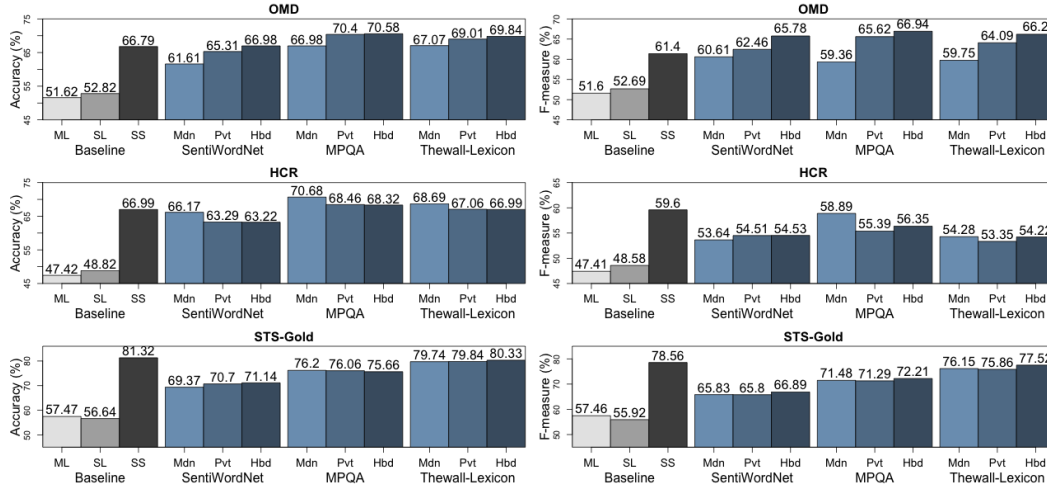 OMD
Accuracy (%)
45 55 65 75
51.62 52.82 66.79 61.61 65.31 66.98 66.98 70.4 70.58 67.07 69.01 69.84
ML SL SS Mdn Pvt Hbd Mdn Pvt Hbd Mdn Pvt Hbd
Baseline SentiWordNet MPQA Thewall-Lexicon
OMD
F-measure (%)
45 50 55 60 65 70
51.6 52.69 61.4 60.61 62.46 65.78 59.36 65.62 66.94 59.75 64.09 66.2
ML SL SS Mdn Pvt Hbd Mdn Pvt Hbd Mdn Pvt Hbd
Baseline SentiWordNet MPQA Thewall-Lexicon
HCR
Accuracy (%)
45 55 65 75
47.42 48.82 66.99 66.17 63.29 63.22 70.68 68.46 68.32 68.69 67.06 66.99
ML SL SS Mdn Pvt Hbd Mdn Pvt Hbd Mdn Pvt Hbd
Baseline SentiWordNet MPQA Thewall-Lexicon
HCR
F-measure (%)
45 50 55 60 65
47.41 48.58 59.6 53.64 54.51 54.53 58.89 55.39 56.35 54.28 53.35 54.22
ML SL SS Mdn Pvt Hbd Mdn Pvt Hbd Mdn Pvt Hbd
Baseline SentiWordNet MPQA Thewall-Lexicon
STS-Gold
Accuracy (%)
50 60 70 80
57.47 56.64 81.32 69.37 70.7 71.14 76.2 76.06 75.66 79.74 79.84 80.33
ML SL SS Mdn Pvt Hbd Mdn Pvt Hbd Mdn Pvt Hbd
Baseline SentiWordNet MPQA Thewall-Lexicon
STS-Gold
F-measure (%)
50 60 70 80
57.46 55.92 78.56 65.83 65.8 66.89 71.48 71.29 72.21 76.15 75.86 77.52
ML SL SS Mdn Pvt Hbd Mdn Pvt Hbd Mdn Pvt Hbd
Baseline SentiWordNet MPQA Thewall-Lexicon